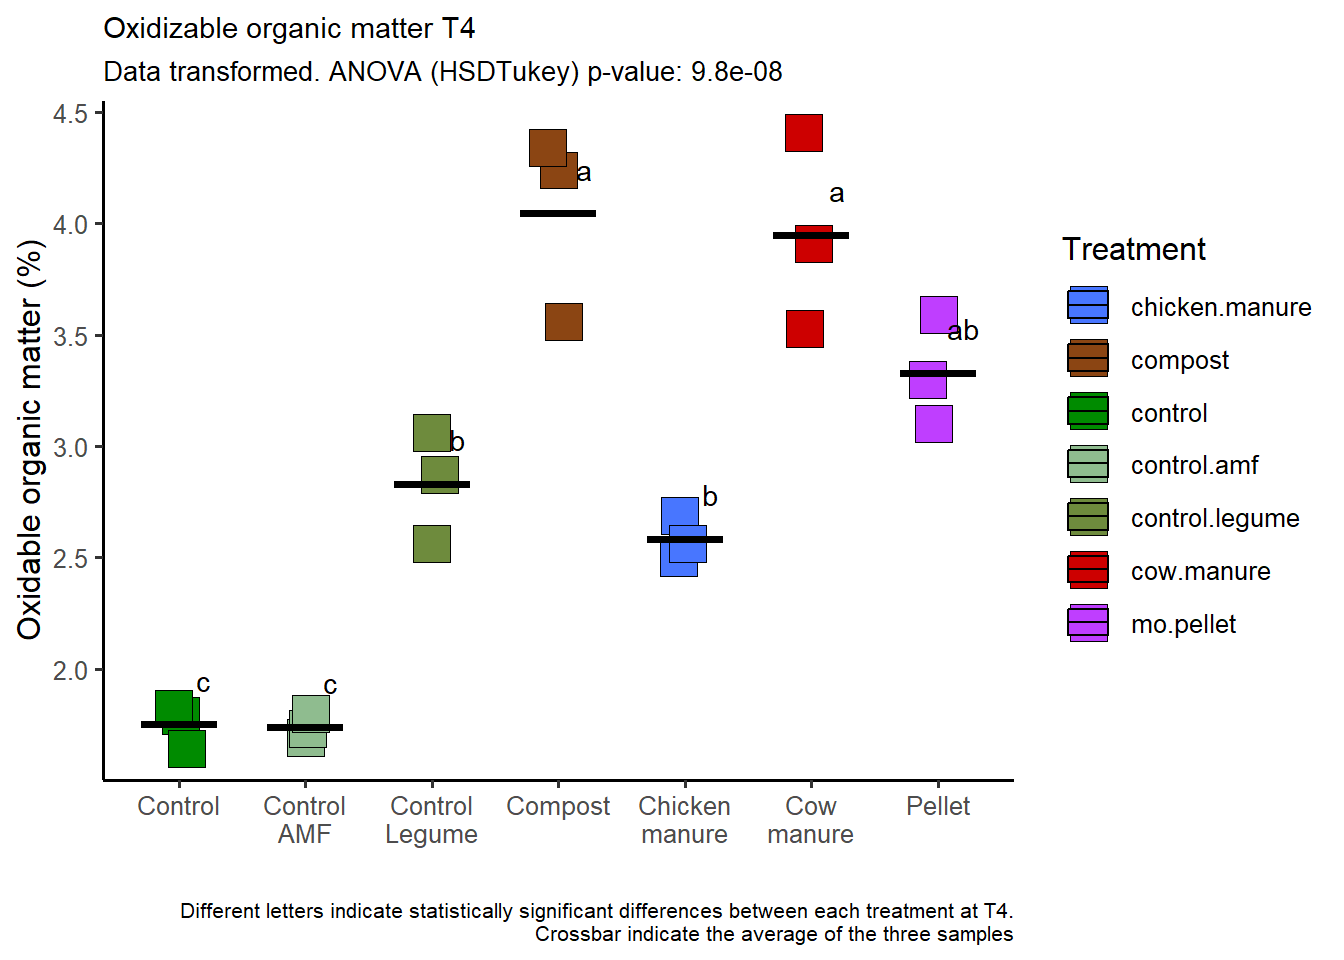 Oxidizable organic matter T4
Data transformed. ANOVA (HSDTukey) p-value: 9.8e-08
Oxidable organic matter (%)
4.5
4.0
3.5
3.0
2.5
2.0
a
a
ab
b
b
c
c
Control
Control
AMF
Control
Legume
Compost
Chicken
manure
Cow
manure
Pellet
Treatment
chicken.manure
compost
control
control.amf
control.legume
cow.manure
mo.pellet
Different letters indicate statistically significant differences between each treatment at T4.
Crossbar indicate the average of the three samples